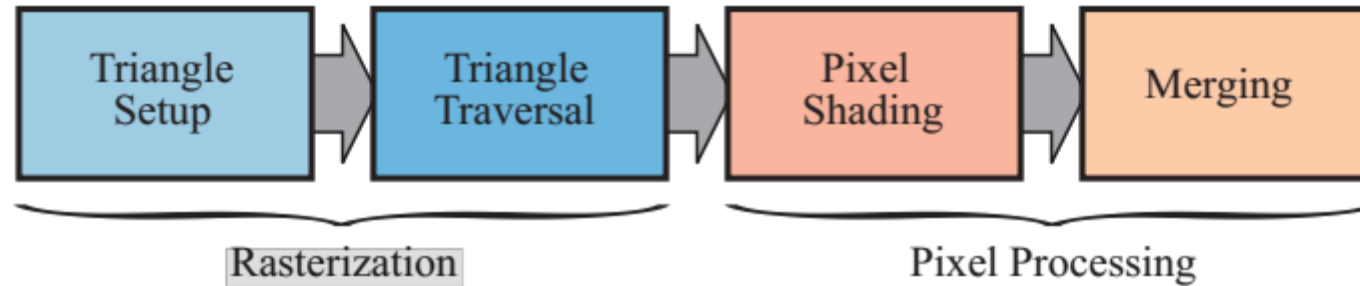 Triangle
Setup
Triangle
Traversal
Pixel
Shading
Merging
Rasterization
Pixel Processing